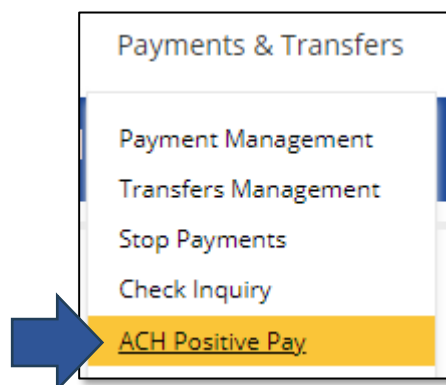 Payments & Transfers
Payment Management
Transfers Management
Stop Payments
Check Inquiry
ACH Positive Pay